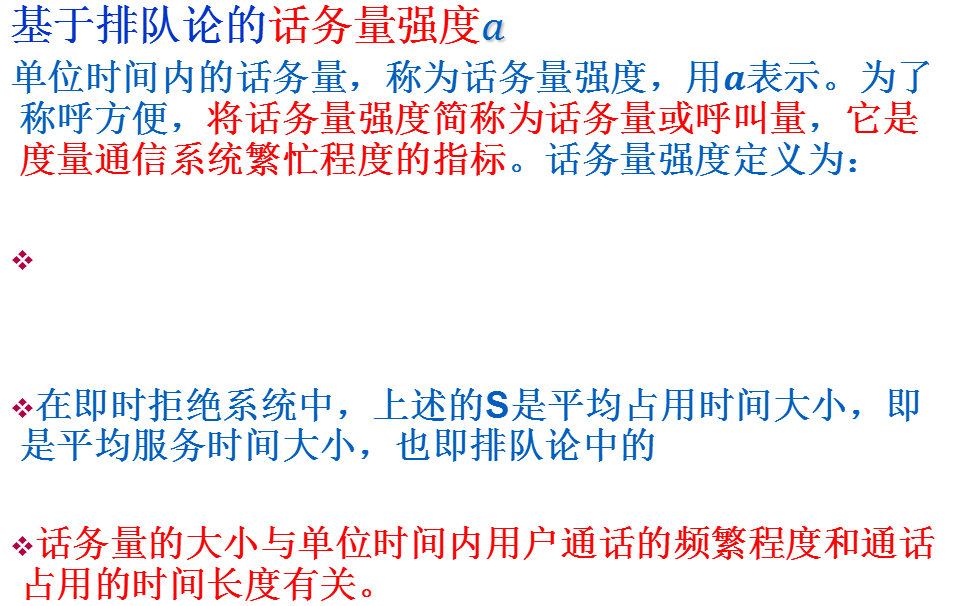 基于排队论的话务量强度a
单位时间内的话务量，称为话务量强度，用a表示。为了
称呼方便，将话务量强度简称为话务量或呼叫量，它是
度量通信系统繁忙程度的指标。话务量强度定义为：
❖在即时拒绝系统中，上述的S是平均占用时间大小，即
是平均服务时间大小，也即排队论中的
❖话务量的大小与单位时间内用户通话的频繁程度和通话
占用的时间长度有关。